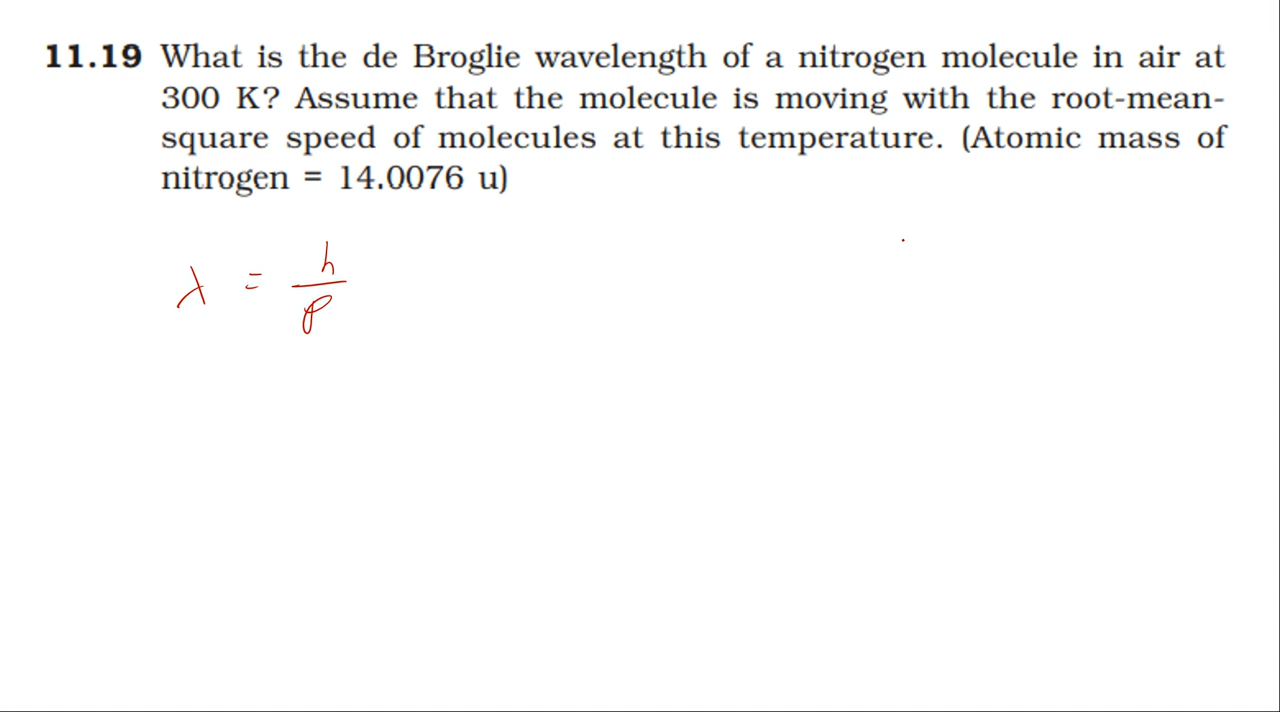 11.19 What is the de Broglie wavelength of a nitrogen molecule in air at
300 K? Assume that the molecule is moving with the root-mean-
square speed of molecules at this temperature. (Atomic mass of
nitrogen = 14.0076 u)
λ = h/p